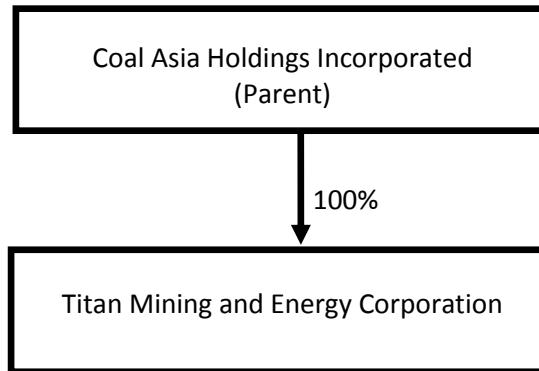 Coal Asia Holdings Incorporated
(Parent)
100%
Titan Mining and Energy Corporation